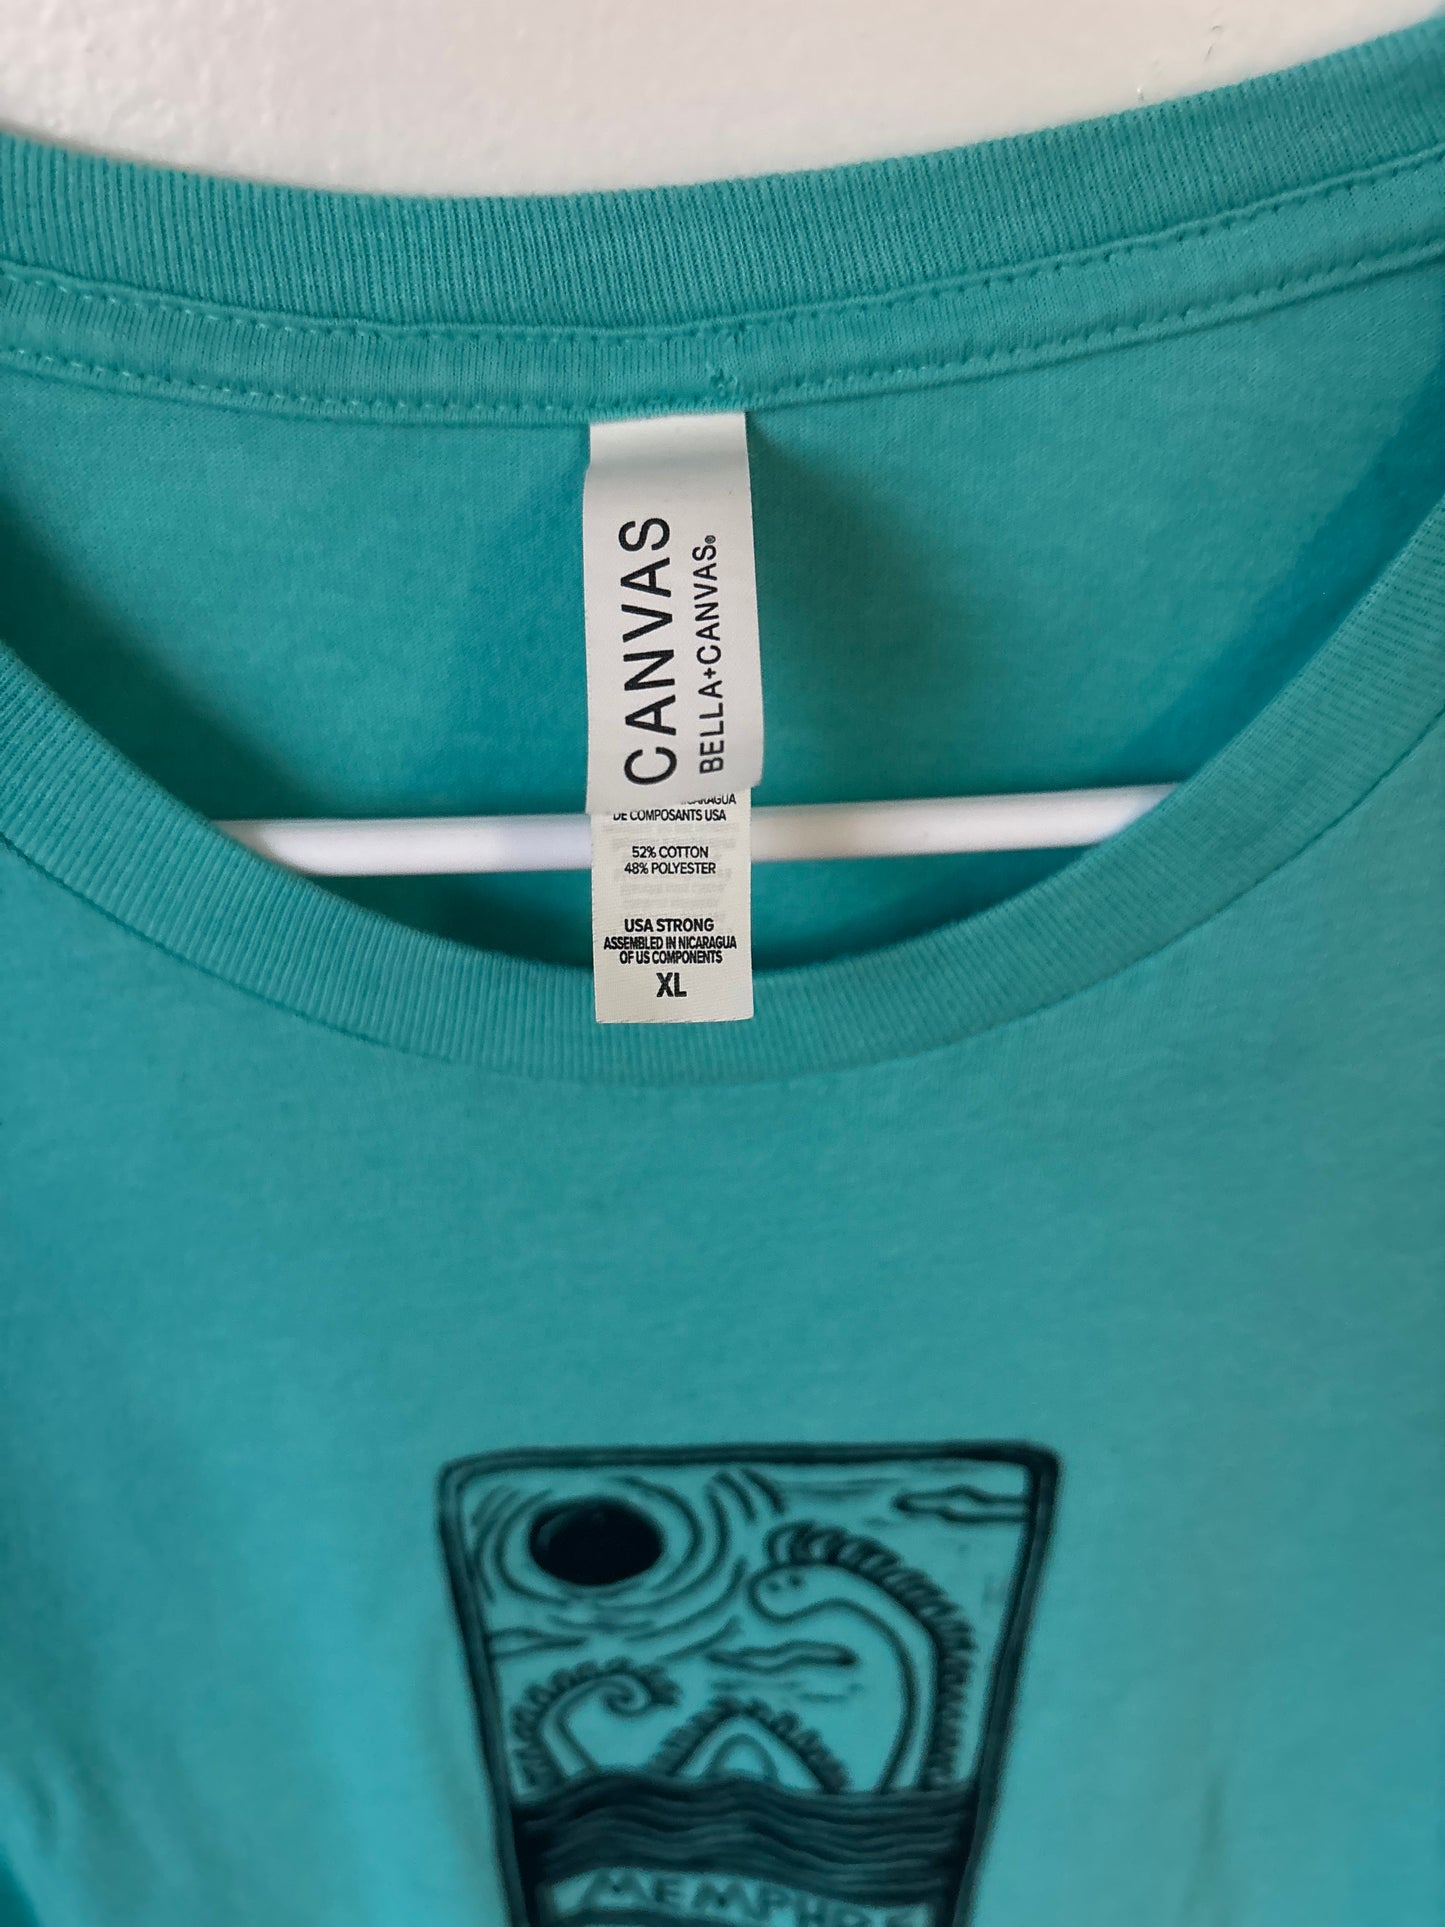 CANVAS
BELLA+CANVAS®
DE COMPOSANTS USA
52% COTTON
48% POLYESTER
USA STRONG
ASSEMBLED IN NICARAGUA
OF US COMPONENTS
XL